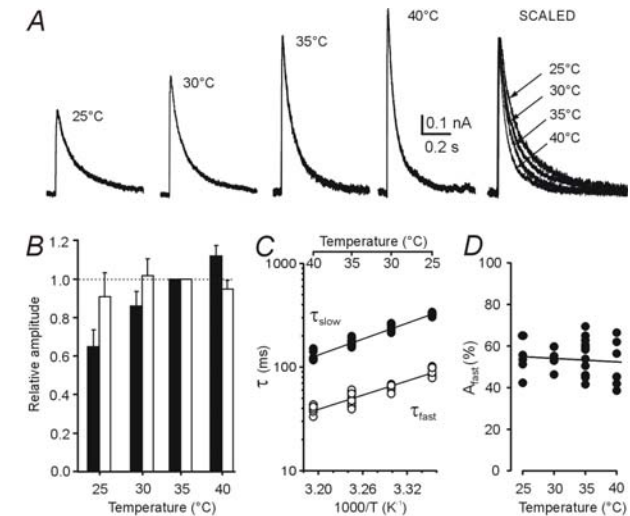 A
25°C
30°C
35°C
40°C
SCALED
25°C
30°C
35°C
40°C
0.1 nA
0.2 s
B
Relative amplitude
1.2
1.0
0.8
0.6
0.4
0.2
0.0
25 30 35 40
Temperature (°C)
C
Temperature (°C)
40 35 30 25
τ (ms)
1000
100
10
τslow
τfast
3.20 3.24 3.28 3.32
1000/T (K⁻¹)
D
Afast(%)
100
80
60
40
20
0
25 30 35 40
Temperature (°C)